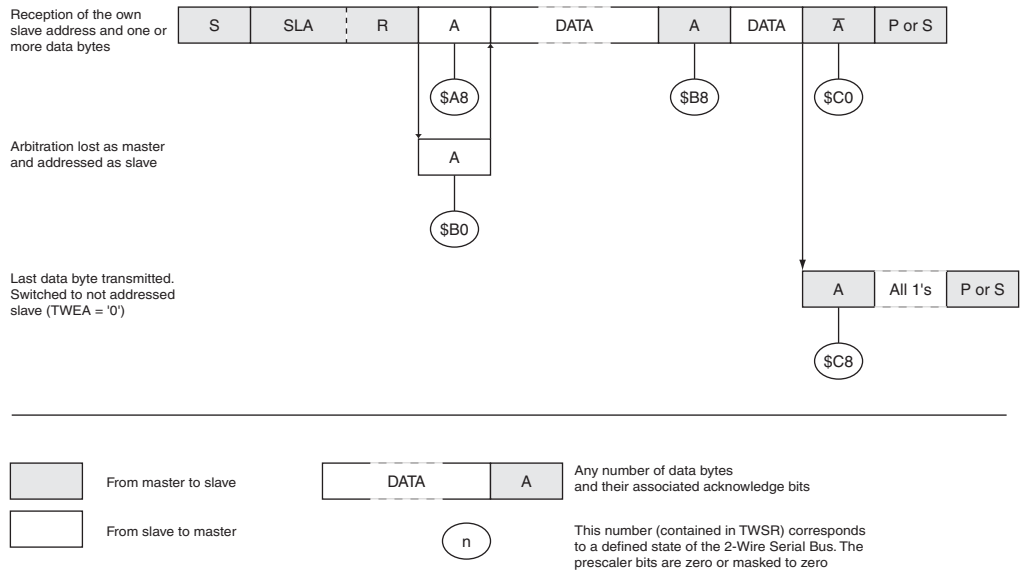 Reception of the own
slave address and one or
more data bytes
S SLA R A DATA A DATA A̅ P or S
$A8 $B8 $C0
Arbitration lost as master
and addressed as slave
A
$B0
Last data byte transmitted.
Switched to not addressed
slave (TWEA = '0')
A All 1's P or S
$C8
From master to slave
DATA A
Any number of data bytes
and their associated acknowledge bits
From slave to master
n
This number (contained in TWSR) corresponds
to a defined state of the 2-Wire Serial Bus. The
prescaler bits are zero or masked to zero